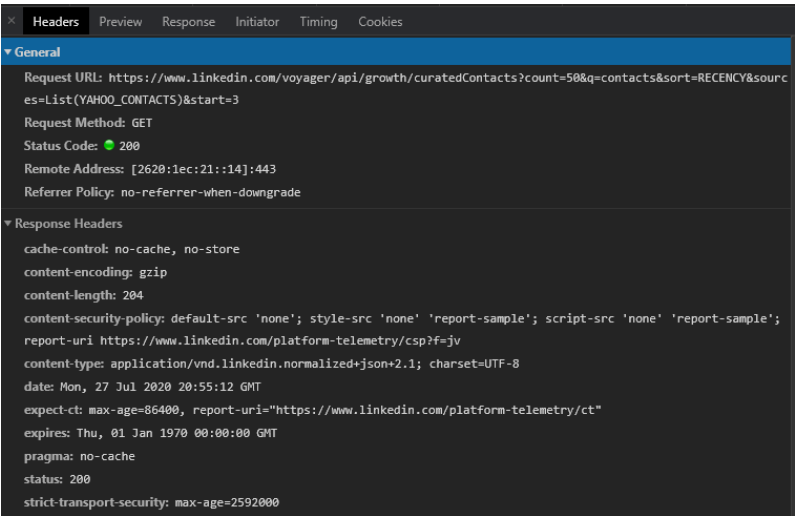 × Headers Preview Response Initiator Timing Cookies
▼ General
Request URL: https://www.linkedin.com/voyager/api/growth/curatedContacts?count=50&q=contacts&sort=RECENCY&sourc
es=List(YAHOO_CONTACTS)&start=3
Request Method: GET
Status Code: 200
Remote Address: [2620:1ec:21::14]:443
Referrer Policy: no-referrer-when-downgrade
▼ Response Headers
cache-control: no-cache, no-store
content-encoding: gzip
content-length: 204
content-security-policy: default-src 'none'; style-src 'none' 'report-sample'; script-src 'none' 'report-sample';
report-uri https://www.linkedin.com/platform-telemetry/csp?f=jv
content-type: application/vnd.linkedin.normalized+json+2.1; charset=UTF-8
date: Mon, 27 Jul 2020 20:55:12 GMT
expect-ct: max-age=86400, report-uri="https://www.linkedin.com/platform-telemetry/ct"
expires: Thu, 01 Jan 1970 00:00:00 GMT
pragma: no-cache
status: 200
strict-transport-security: max-age=2592000